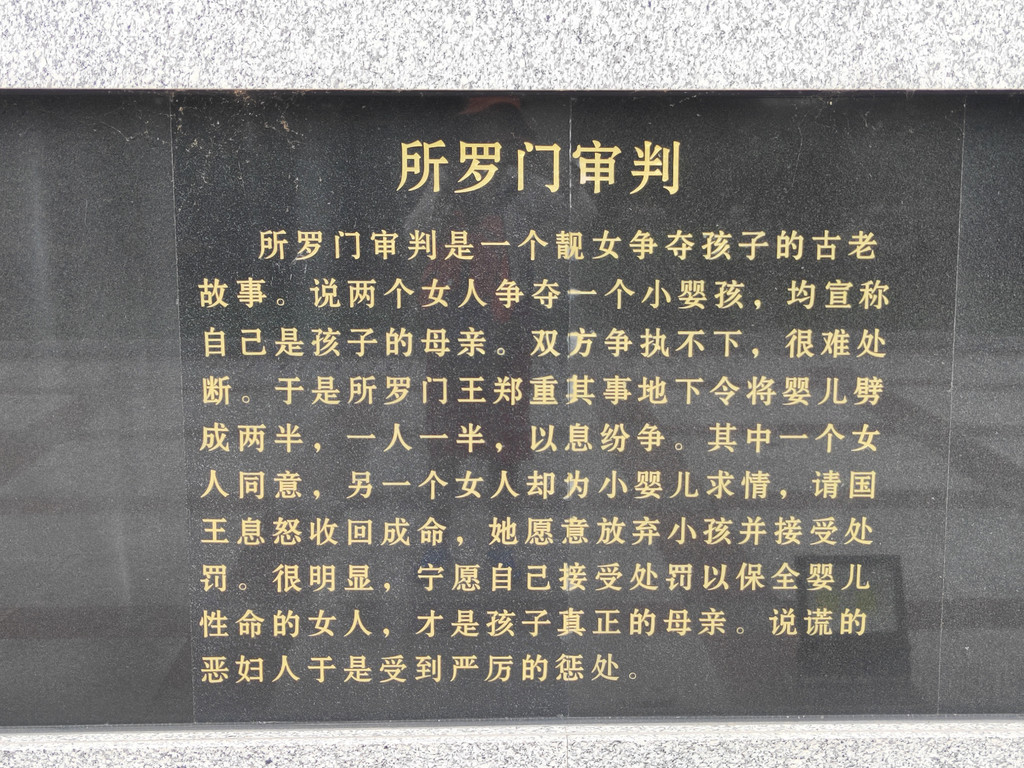 所罗门审判
所罗门审判是一个靓女争夺孩子的古老
故事。说两个女人争夺一个小婴孩，均宣称
自己是孩子的母亲。双方争执不下，很难处
断。于是所罗门王郑重其事地下令将婴儿劈
成两半，一人一半，以息纷争。其中一个女
人同意，另一个女人却为小婴儿求情，请国
王息怒收回成命，她愿意放弃小孩并接受处
罚。很明显，宁愿自己接受处罚以保全婴儿
性命的女人，才是孩子真正的母亲。说谎的
恶妇人于是受到严厉的惩处。